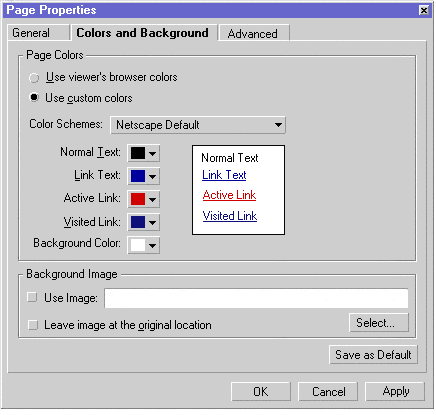 Page Properties
General Colors and Background Advanced
Page Colors
Use viewer's browser colors
Use custom colors
Color Schemes: Netscape Default
Normal Text: Normal Text
Link Text: Link Text
Active Link: Active Link
Visited Link: Visited Link
Background Color:
Background Image
Use Image:
Leave image at the original location
Select...
Save as Default
OK Cancel Apply